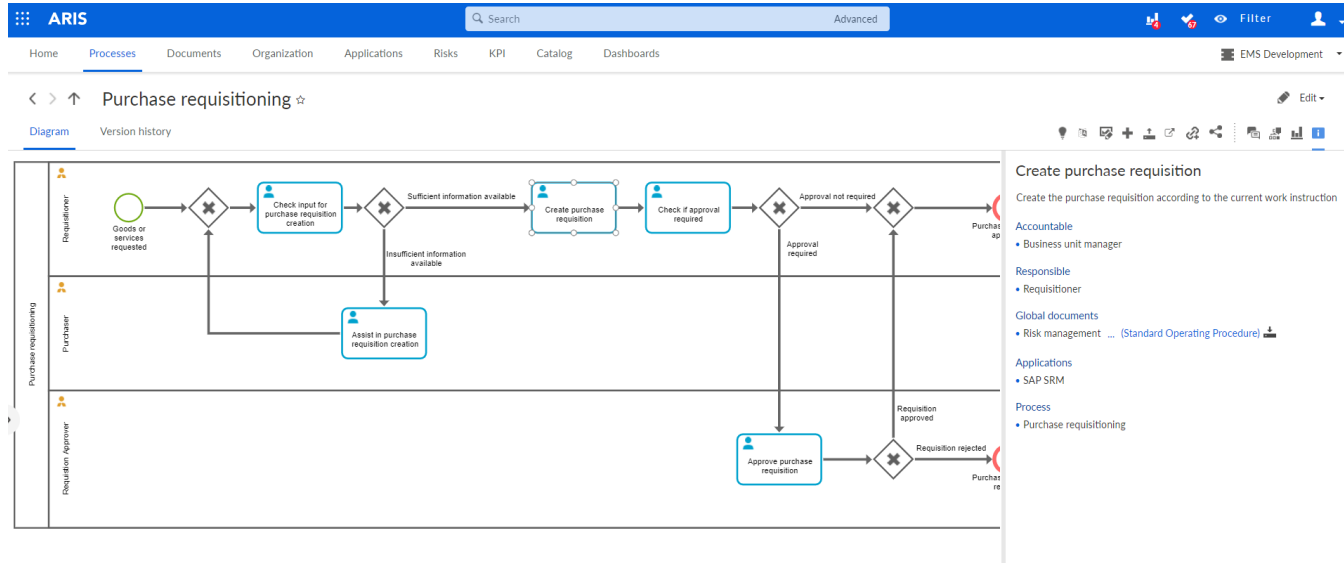 ARIS
Search
Advanced
4
67
Filter
Home
Processes
Documents
Organization
Applications
Risks
KPI
Catalog
Dashboards
EMS Development
Purchase requisitioning
Edit
Diagram
Version history
Purchase requisitioning
Requisitioner
Goods or
services
requested
Check input for
purchase requisition
creation
Sufficient information available
Insufficient information
available
Create purchase
requisition
Check if approval
required
Approval not required
Approval
required
Purchas
ap
Purchaser
Assist in purchase
requisition creation
Requistion Approver
Approve purchase
requisition
Requisition
approved
Requisition rejected
Purchas
re
Create purchase requisition
Create the purchase requisition according to the current work instruction
Accountable
• Business unit manager
Responsible
• Requisitioner
Global documents
• Risk management ... (Standard Operating Procedure)
Applications
• SAP SRM
Process
• Purchase requisitioning